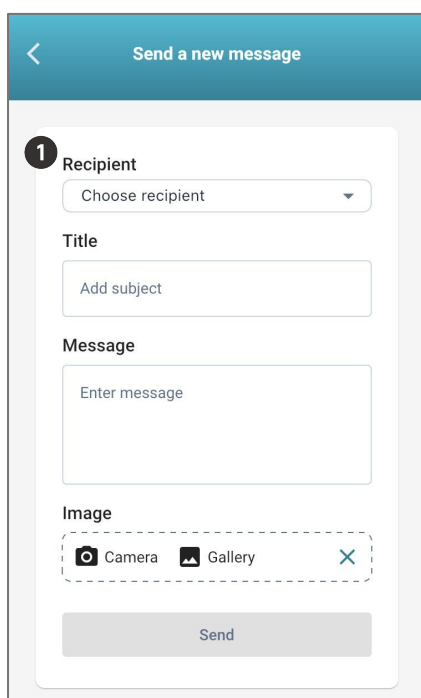 Send a new message
1
Recipient
Choose recipient
Title
Add subject
Message
Enter message
Image
Camera Gallery
Send